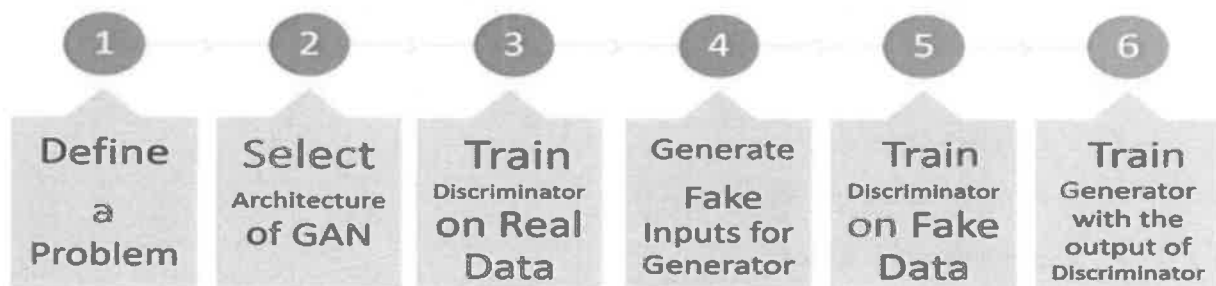 1
Define
a
Problem
2
Select
Architecture
of GAN
3
Train
Discriminator
on Real
Data
4
Generate
Fake
Inputs for
Generator
5
Train
Discriminator
on Fake
Data
6
Train
Generator
with the
output of
Discriminator